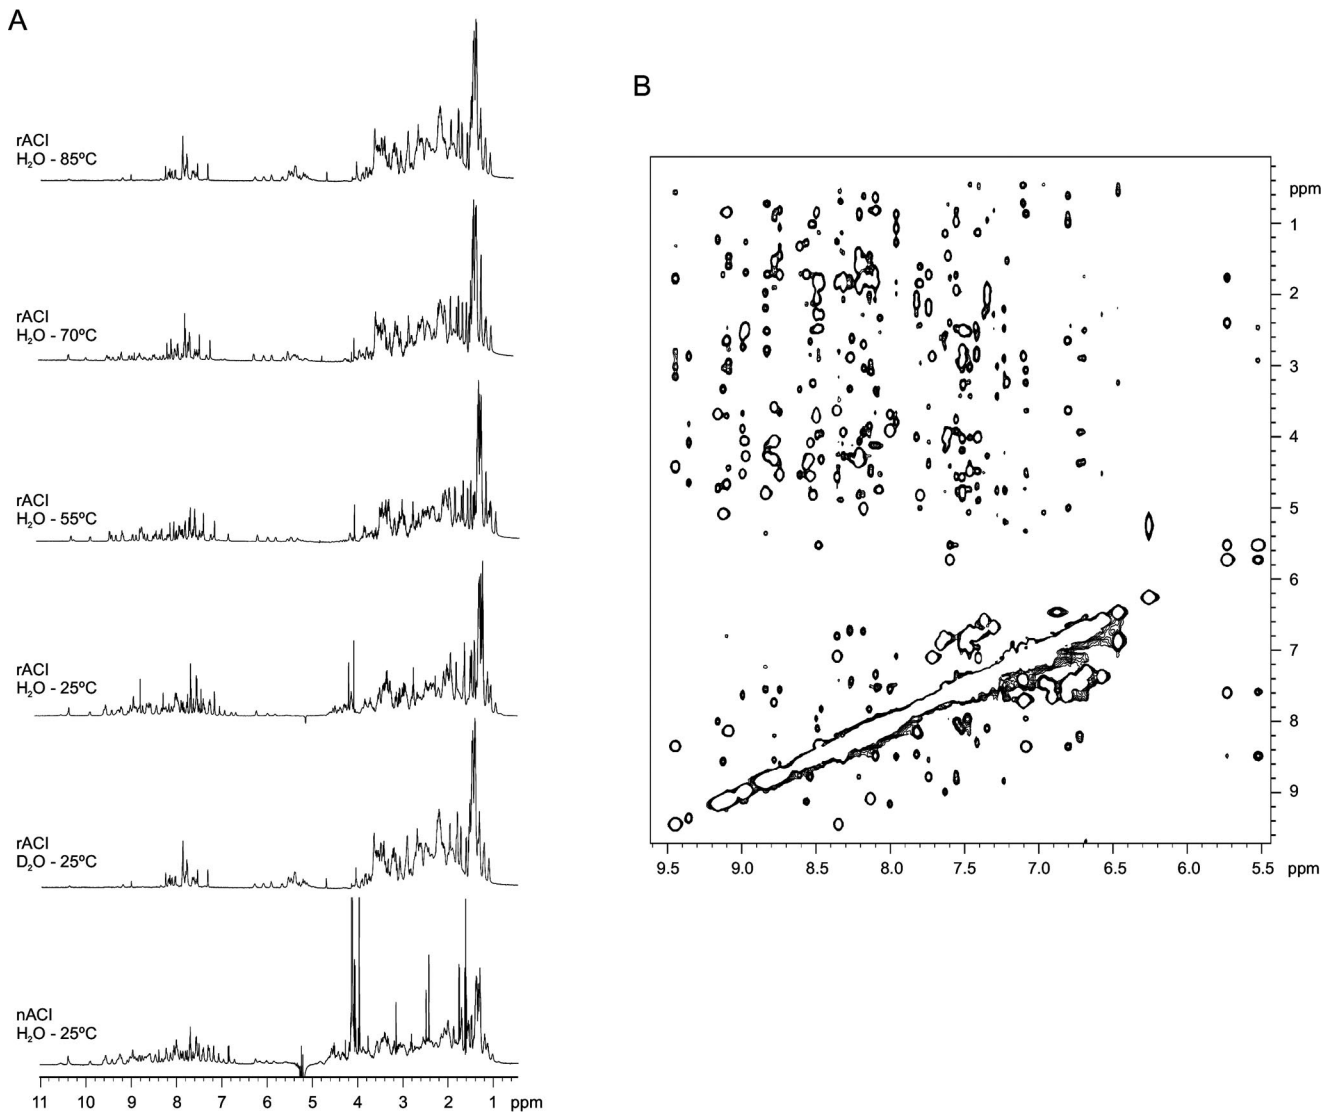 A
B
rACI
H₂O - 85ºC
rACI
H₂O - 70ºC
rACI
H₂O - 55ºC
rACI
H₂O - 25ºC
rACI
D₂O - 25ºC
nACI
H₂O - 25ºC
11 10 9 8 7 6 5 4 3 2 1 ppm
ppm
1
2
3
4
5
6
7
8
9
9.5 9.0 8.5 8.0 7.5 7.0 6.5 6.0 5.5 ppm